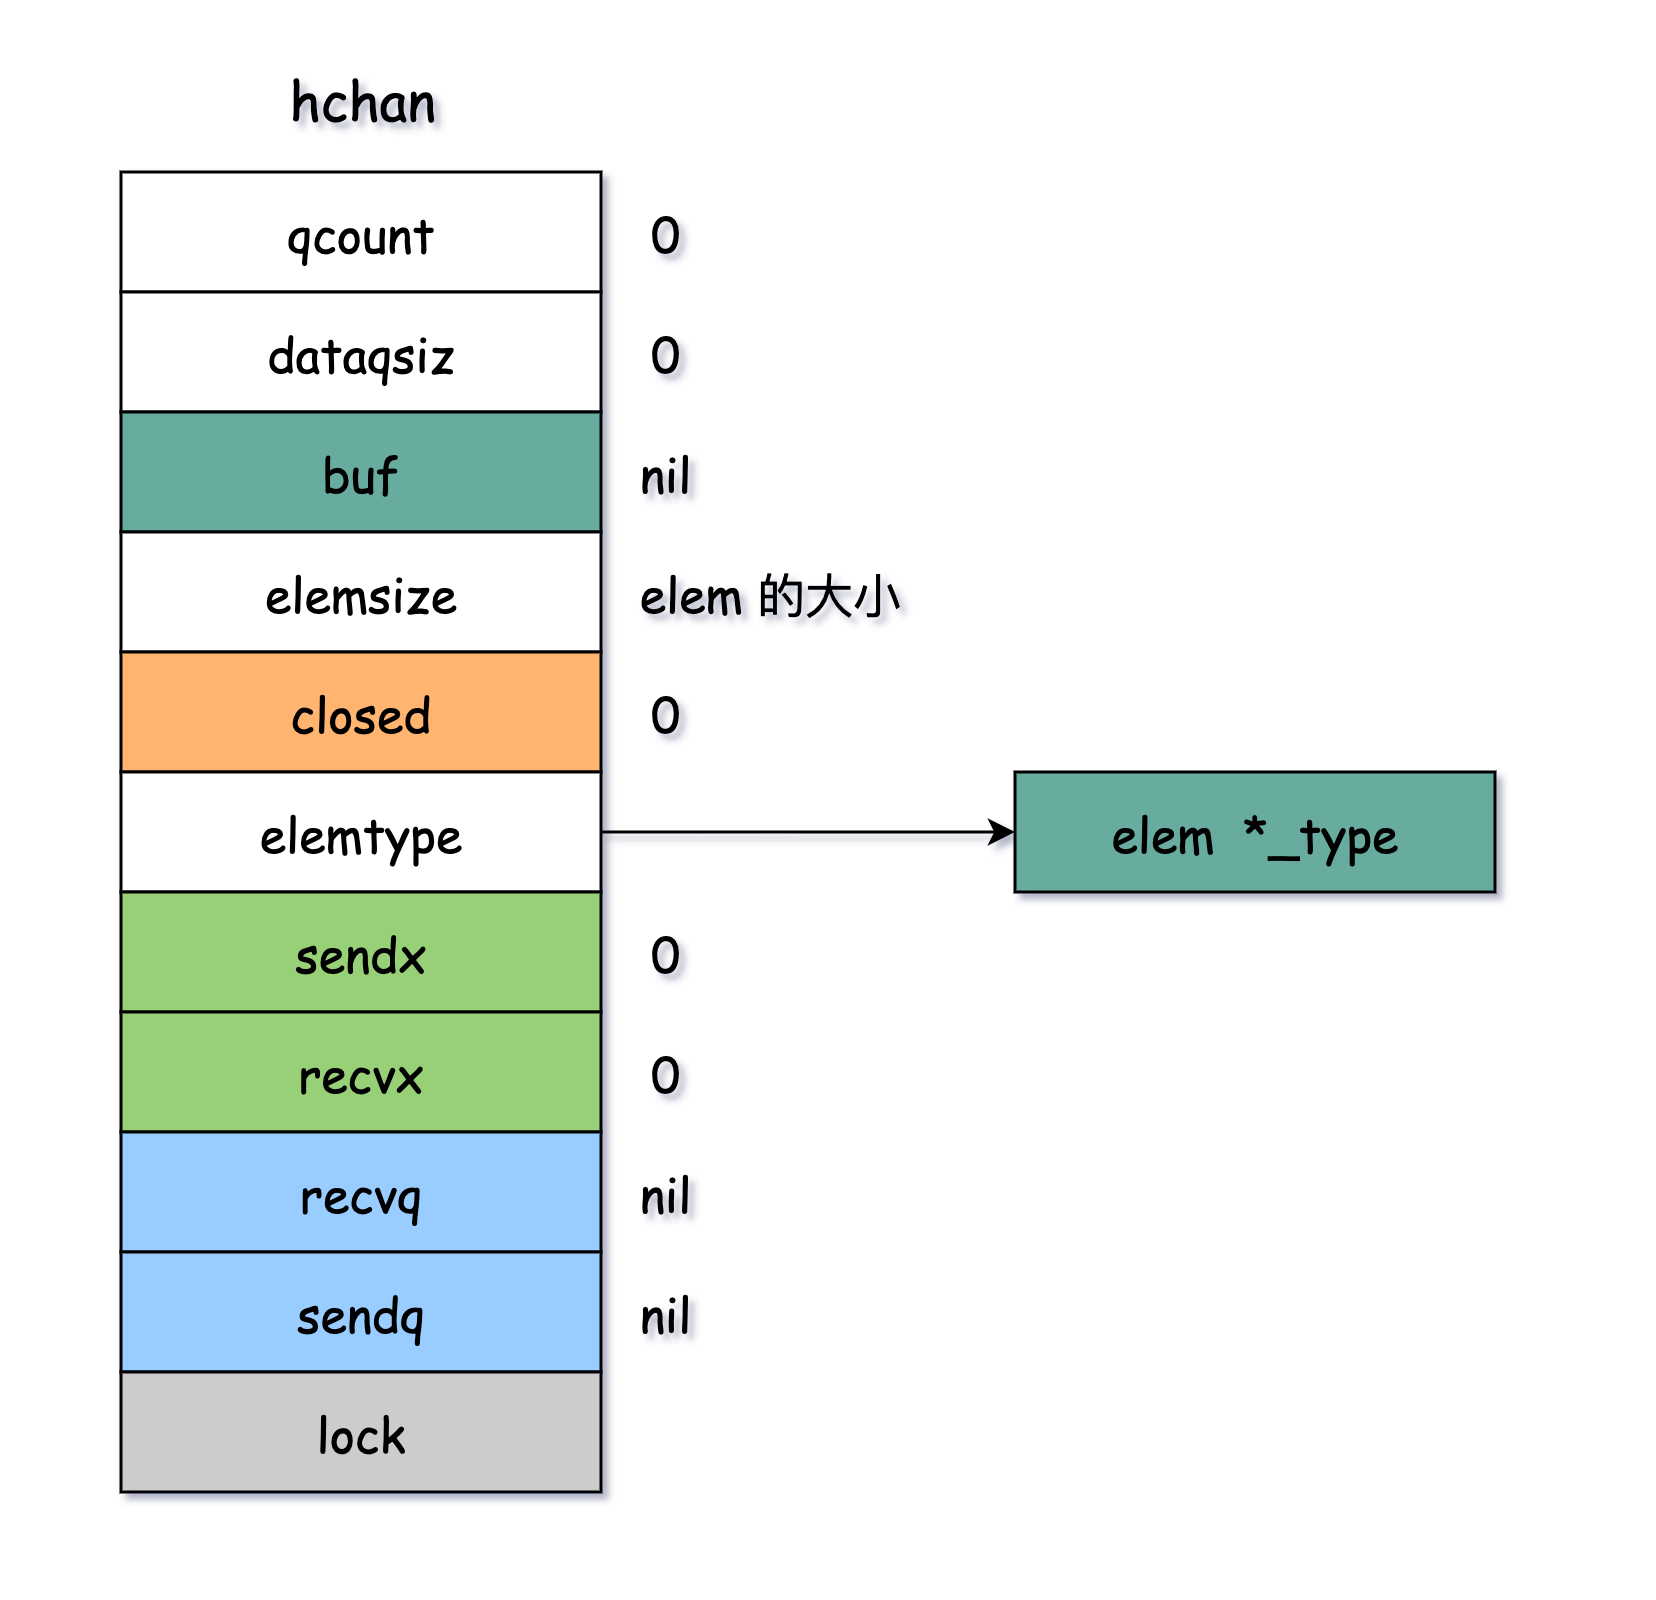 hchan
qcount 0
dataqsiz 0
buf nil
elemsize elem 的大小
closed 0
elemtype elem *_type
sendx 0
recvx 0
recvq nil
sendq nil
lock